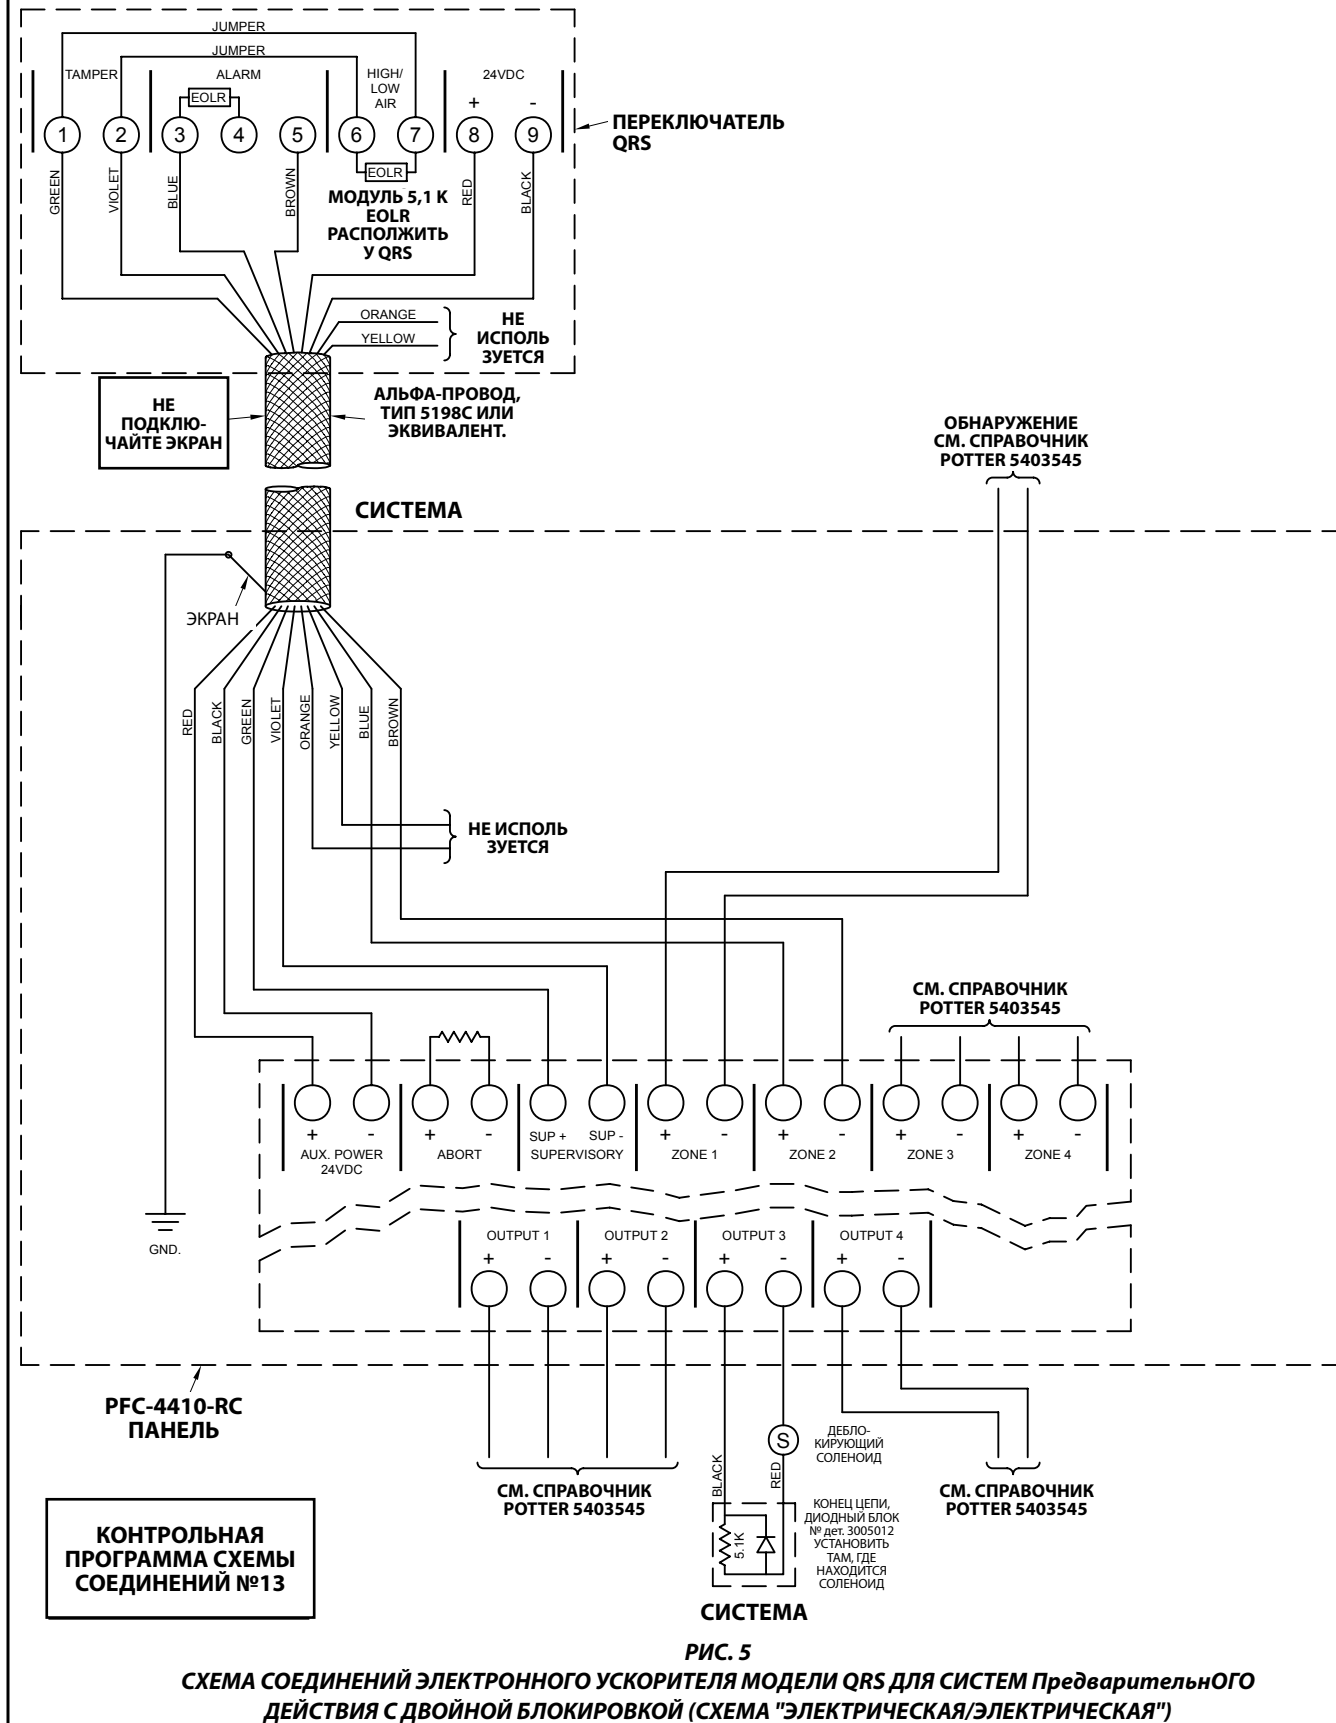 JUMPER
JUMPER
TAMPER
ALARM
HIGH/
LOW
AIR
24VDC
+ -
EOLR
1 2 3 4 5 6 7 8 9
EOLR
ПЕРЕКЛЮЧАТЕЛЬ
QRS
GREEN
VIOLET
BLUE
BROWN
RED
BLACK
МОДУЛЬ 5,1 К
EOLR
РАСПОЛЖИТЬ
У QRS
ORANGE
YELLOW
НЕ
ИСПОЛЬ
ЗУЕТСЯ
НЕ
ПОДКЛЮ-
ЧАЙТЕ ЭКРАН
АЛЬФА-ПРОВОД,
ТИП 5198C ИЛИ
ЭКВИВАЛЕНТ.
ОБНАРУЖЕНИЕ
СМ. СПРАВОЧНИК
POTTER 5403545
СИСТЕМА
ЭКРАН
RED
BLACK
GREEN
VIOLET
ORANGE
YELLOW
BLUE
BROWN
НЕ ИСПОЛЬ
ЗУЕТСЯ
СМ. СПРАВОЧНИК
POTTER 5403545
+ - + - SUP + SUP - + - + - + - + -
AUX. POWER
24VDC
ABORT
SUPERVISORY
ZONE 1
ZONE 2
ZONE 3
ZONE 4
GND.
OUTPUT 1
OUTPUT 2
OUTPUT 3
OUTPUT 4
+ - + - + - + -
PFC-4410-RC
ПАНЕЛЬ
СМ. СПРАВОЧНИК
POTTER 5403545
BLACK
RED
S
ДЕБЛО-
КИРУЮЩИЙ
СОЛЕНОИД
СМ. СПРАВОЧНИК
POTTER 5403545
5.1K
КОНЕЦ ЦЕПИ,
ДИОДНЫЙ БЛОК
№ дет. 3005012
УСТАНОВИТЬ
ТАМ, ГДЕ
НАХОДИТСЯ
СОЛЕНОИД
СИСТЕМА
КОНТРОЛЬНАЯ
ПРОГРАММА СХЕМЫ
СОЕДИНЕНИЙ №13
РИС. 5
СХЕМА СОЕДИНЕНИЙ ЭЛЕКТРОННОГО УСКОРИТЕЛЯ МОДЕЛИ QRS ДЛЯ СИСТЕМ ПредварительнОГО
ДЕЙСТВИЯ С ДВОЙНОЙ БЛОКИРОВКОЙ (СХЕМА "ЭЛЕКТРИЧЕСКАЯ/ЭЛЕКТРИЧЕСКАЯ")